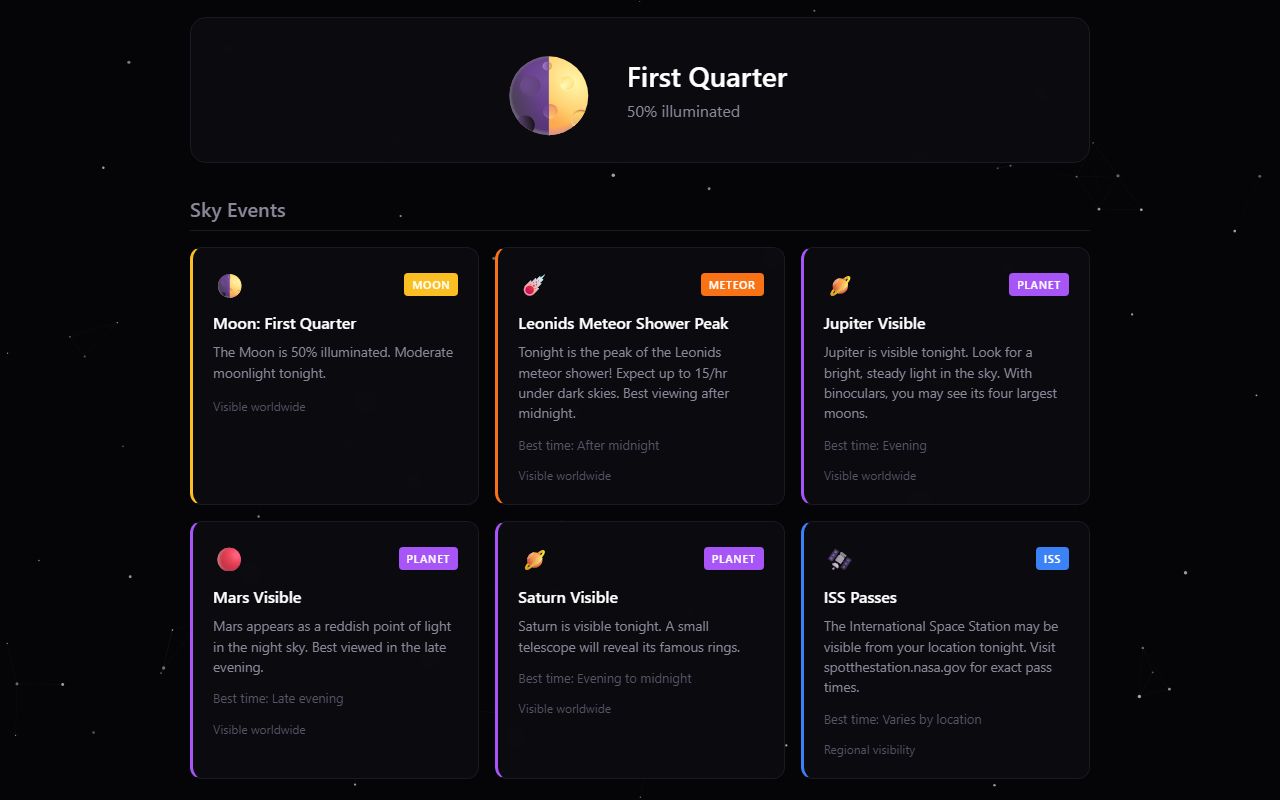 First Quarter
50% illuminated
Sky Events
MOON
Moon: First Quarter
The Moon is 50% illuminated. Moderate
moonlight tonight.
Visible worldwide
METEOR
Leonids Meteor Shower Peak
Tonight is the peak of the Leonids
meteor shower! Expect up to 15/hr
under dark skies. Best viewing after
midnight.
Best time: After midnight
Visible worldwide
PLANET
Jupiter Visible
Jupiter is visible tonight. Look for a
bright, steady light in the sky. With
binoculars, you may see its four largest
moons.
Best time: Evening
Visible worldwide
PLANET
Mars Visible
Mars appears as a reddish point of light
in the night sky. Best viewed in the late
evening.
Best time: Late evening
Visible worldwide
PLANET
Saturn Visible
Saturn is visible tonight. A small
telescope will reveal its famous rings.
Best time: Evening to midnight
Visible worldwide
ISS
ISS Passes
The International Space Station may be
visible from your location tonight. Visit
spotthestation.nasa.gov for exact pass
times.
Best time: Varies by location
Regional visibility